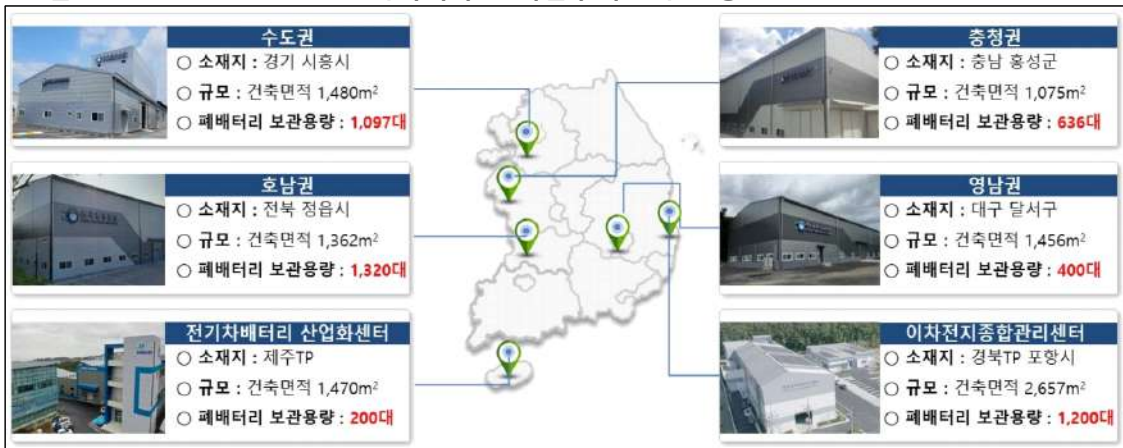 수도권
○ 소재지 : 경기 시흥시
○ 규모 : 건축면적 1,480m²
○ 폐배터리 보관용량 : 1,097대
충청권
○ 소재지 : 충남 홍성군
○ 규모 : 건축면적 1,075m²
○ 폐배터리 보관용량 : 636대
호남권
○ 소재지 : 전북 정읍시
○ 규모 : 건축면적 1,362m²
○ 폐배터리 보관용량 : 1,320대
영남권
○ 소재지 : 대구 달서구
○ 규모 : 건축면적 1,456m²
○ 폐배터리 보관용량 : 400대
전기차배터리 산업화센터
○ 소재지 : 제주TP
○ 규모 : 건축면적 1,470m²
○ 폐배터리 보관용량 : 200대
이차전지종합관리센터
○ 소재지 : 경북TP 포항시
○ 규모 : 건축면적 2,657m²
○ 폐배터리 보관용량 : 1,200대